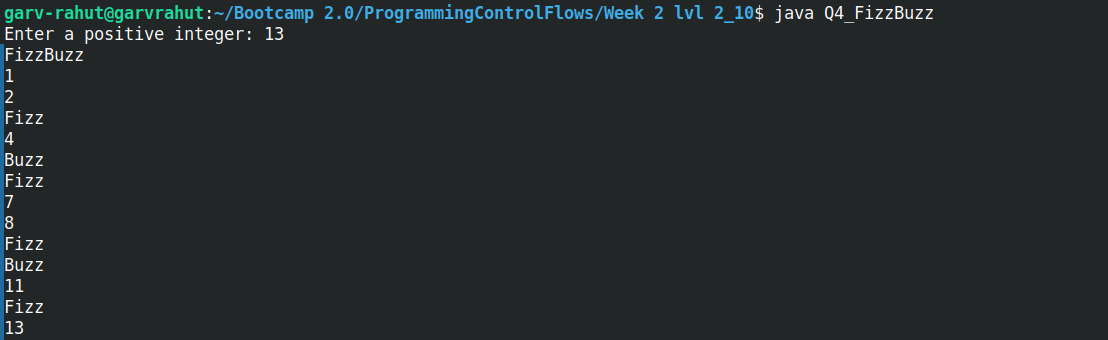 garv-rahut@garvrahut:~/Bootcamp 2.0/ProgrammingControlFlows/Week 2 lvl 2_10$ java Q4_FizzBuzz
Enter a positive integer: 13
FizzBuzz
1
2
Fizz
4
Buzz
Fizz
7
8
Fizz
Buzz
11
Fizz
13